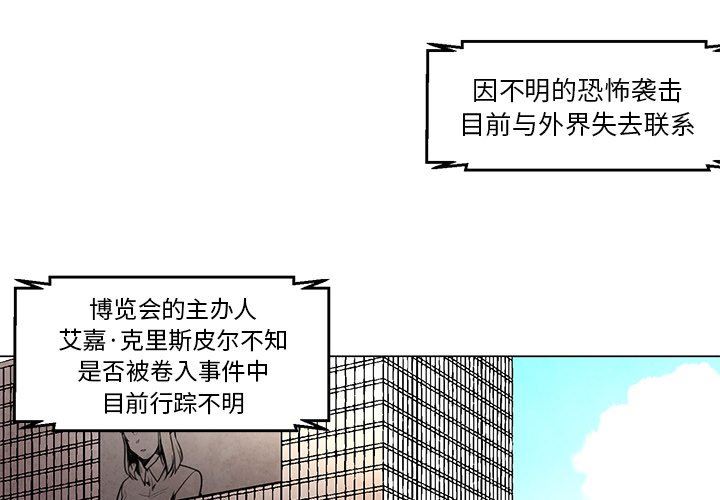 因不明的恐怖袭击
目前与外界失去联系
博览会的主办人
艾嘉·克里斯皮尔不知
是否被卷入事件中
目前行踪不明